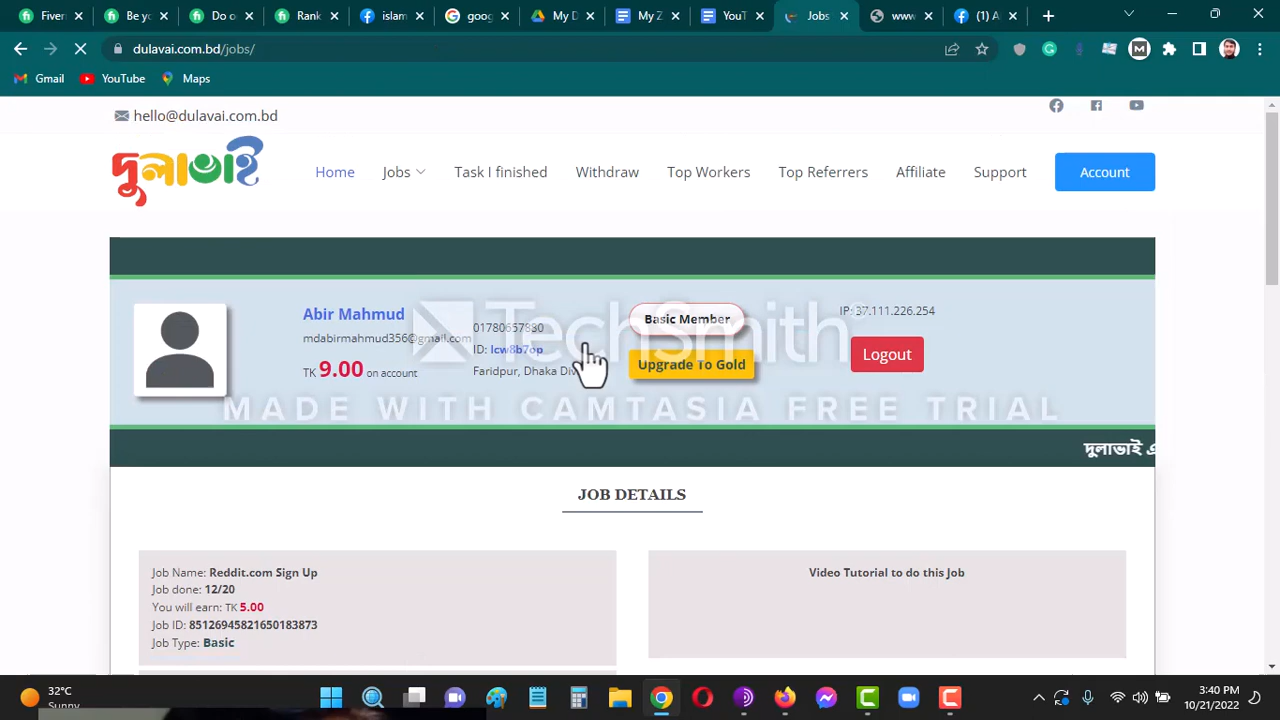 Fiver
Be yo
Do o
Rank
islam
goog
My D
My Z
YouT
Jobs
www
(1) A
dulavai.com.bd/jobs/
Gmail
YouTube
Maps
hello@dulavai.com.bd
দুলাভাই
Home
Jobs
Task I finished
Withdraw
Top Workers
Top Referrers
Affiliate
Support
Account
Abir Mahmud
mdabirmahmud356@gmail.com
TK 9.00 on account
01780657830
ID: lcw8b7op
Faridpur, Dhaka Div
Basic Member
Upgrade To Gold
IP: 37.111.226.254
Logout
TechSmith
MADE WITH CAMTASIA FREE TRIAL
দুলাভাই এ
JOB DETAILS
Job Name: Reddit.com Sign Up
Job done: 12/20
You will earn: TK 5.00
Job ID: 85126945821650183873
Job Type: Basic
Video Tutorial to do this Job
32°C
Sunny
3:40 PM
10/21/2022